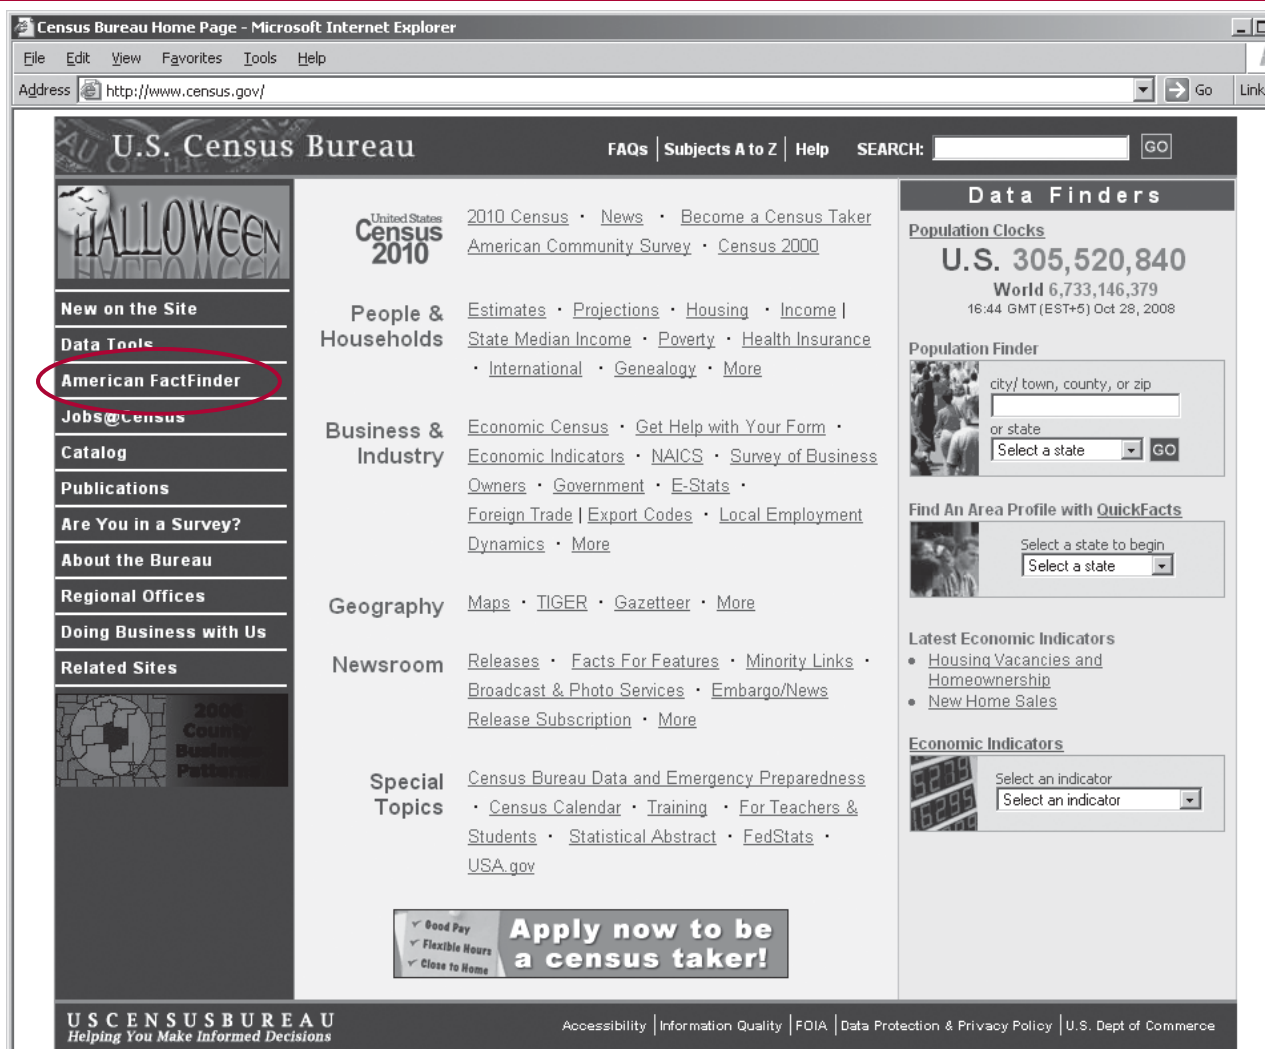 Census Bureau Home Page - Microsoft Internet Explorer
File Edit View Favorites Tools Help
Address http://www.census.gov/ Go
U.S. Census Bureau
FAQs | Subjects A to Z | Help SEARCH: GO
HALLOWEEN
New on the Site
Data Tools
American FactFinder
Jobs@Census
Catalog
Publications
Are You in a Survey?
About the Bureau
Regional Offices
Doing Business with Us
Related Sites
2006
County
Business
Patterns
United States
Census
2010
2010 Census · News · Become a Census Taker
American Community Survey · Census 2000
People &
Households
Estimates · Projections · Housing · Income |
State Median Income · Poverty · Health Insurance
· International · Genealogy · More
Business &
Industry
Economic Census · Get Help with Your Form ·
Economic Indicators · NAICS · Survey of Business
Owners · Government · E-Stats ·
Foreign Trade | Export Codes · Local Employment
Dynamics · More
Geography
Maps · TIGER · Gazetteer · More
Newsroom
Releases · Facts For Features · Minority Links ·
Broadcast & Photo Services · Embargo/News
Release Subscription · More
Special
Topics
Census Bureau Data and Emergency Preparedness
· Census Calendar · Training · For Teachers &
Students · Statistical Abstract · FedStats ·
USA.gov
Good Pay
Flexible Hours
Close to Home
Apply now to be
a census taker!
Data Finders
Population Clocks
U.S. 305,520,840
World 6,733,146,379
16:44 GMT (EST+5) Oct 28, 2008
Population Finder
city/ town, county, or zip
or state
Select a state GO
Find An Area Profile with QuickFacts
Select a state to begin
Select a state
Latest Economic Indicators
Housing Vacancies and
Homeownership
New Home Sales
Economic Indicators
Select an indicator
Select an indicator
USCENSUSBUREAU
Helping You Make Informed Decisions
Accessibility | Information Quality | FOIA | Data Protection & Privacy Policy | U.S. Dept of Commerce